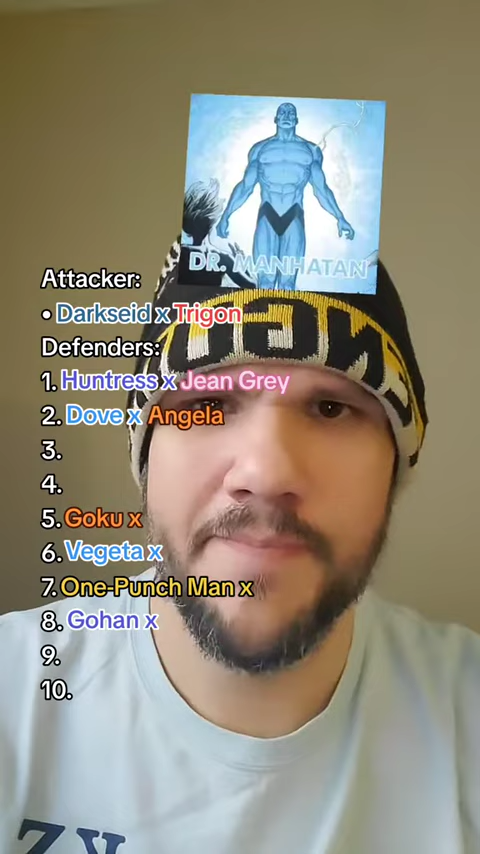 DR. MANHATAN
Attacker:
• Darkseid x Trigon
Defenders:
1. Huntress x Jean Grey
2. Dove x Angela
3.
4.
5. Goku x
6. Vegeta x
7. One-Punch Man x
8. Gohan x
9.
10.